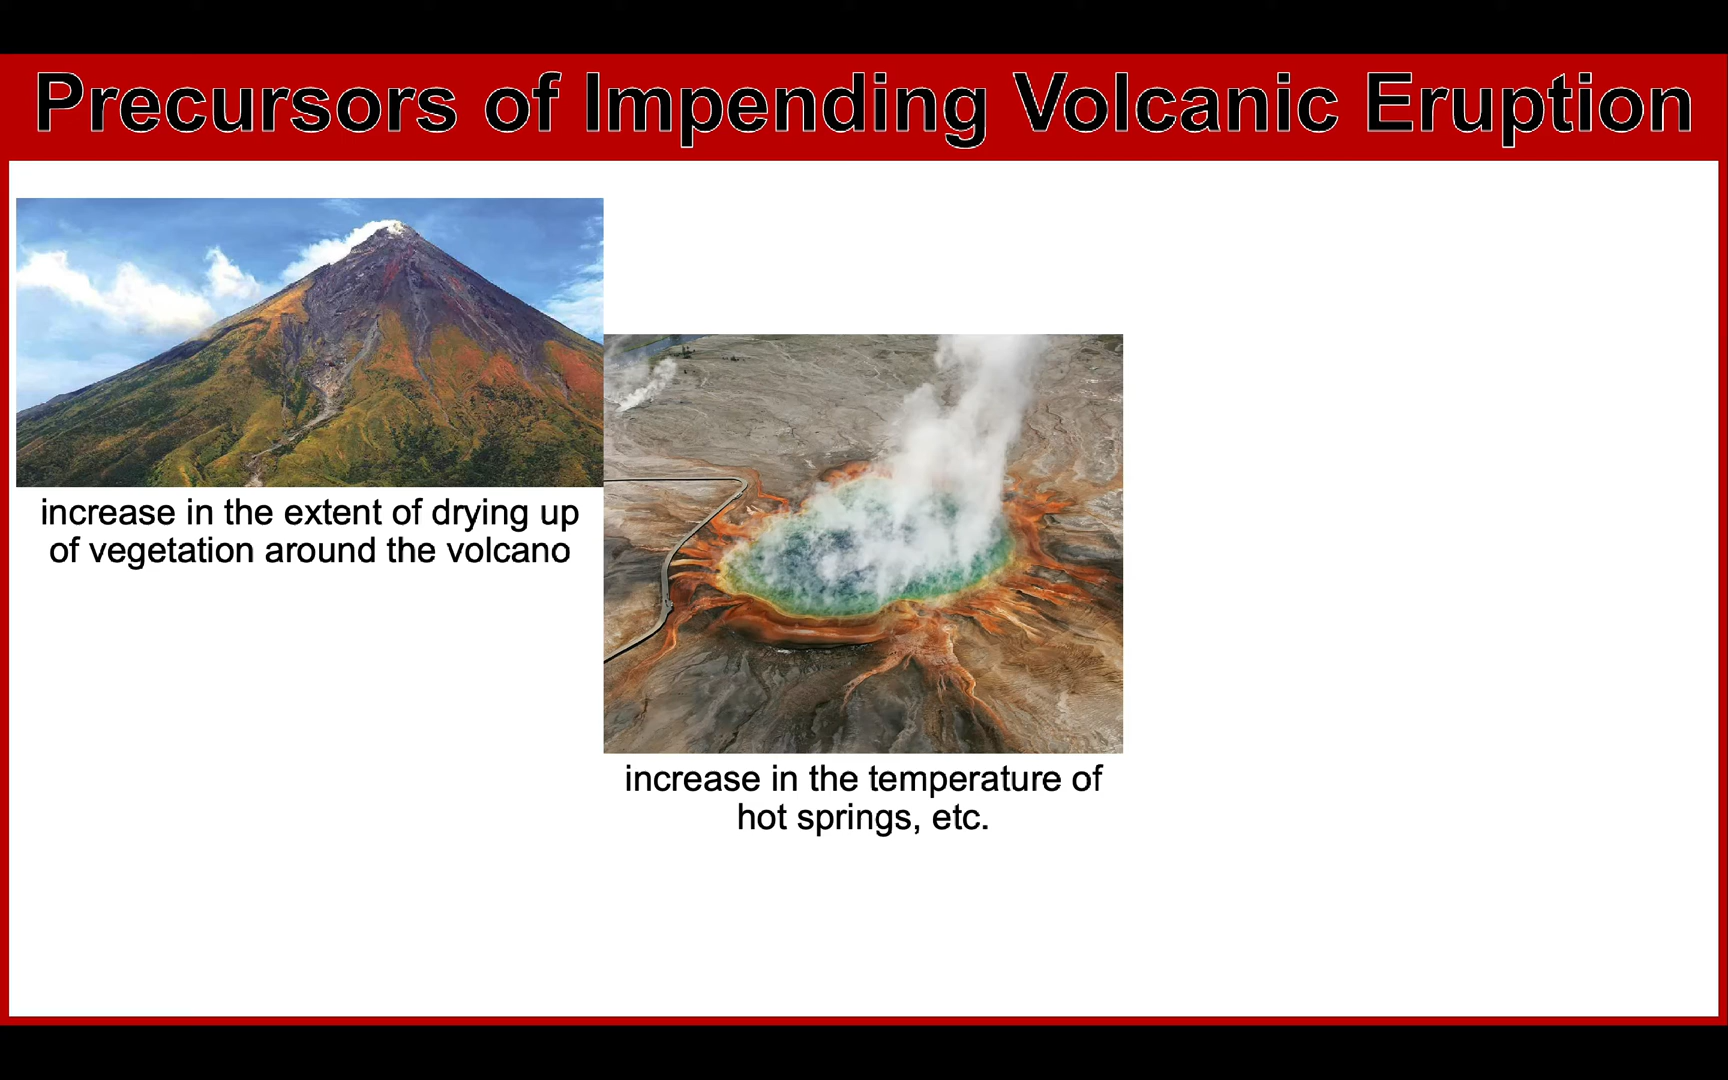 Precursors of Impending Volcanic Eruption
increase in the extent of drying up
of vegetation around the volcano
increase in the temperature of
hot springs, etc.